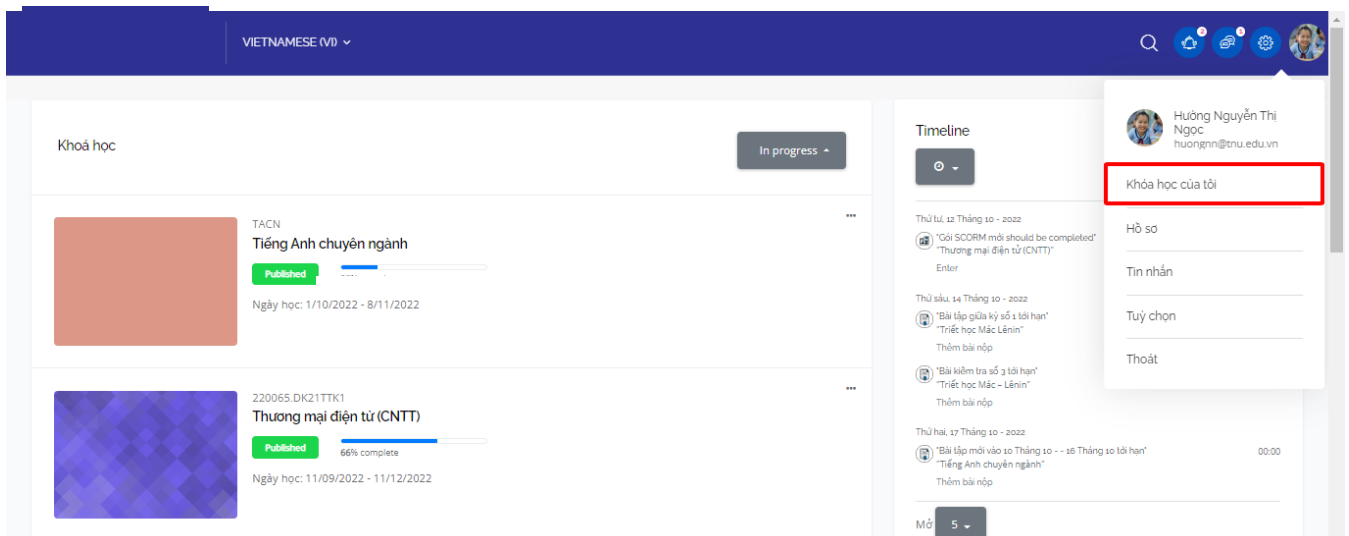 VIETNAMESE (VI)
2
5
Khoá học
In progress
TACN
Tiếng Anh chuyên ngành
Published
Ngày học: 1/10/2022 - 8/11/2022
220065.DK21TTK1
Thương mại điện tử (CNTT)
Published
66% complete
Ngày học: 11/09/2022 - 11/12/2022
Timeline
Thứ tư, 12 Tháng 10 - 2022
"Gói SCORM mới should be completed"
"Thương mại điện tử (CNTT)"
Enter
Thứ sáu, 14 Tháng 10 - 2022
"Bài tập giữa kỳ số 1 tới hạn"
"Triết học Mác Lênin"
Thêm bài nộp
"Bài kiểm tra số 3 tới hạn"
"Triết học Mác – Lênin"
Thêm bài nộp
Thứ hai, 17 Tháng 10 - 2022
"Bài tập mới vào 10 Tháng 10 - - 16 Tháng 10 tới hạn"
00:00
"Tiếng Anh chuyên ngành"
Thêm bài nộp
Mở 5
Hường Nguyễn Thị
Ngọc
huongnn@tnu.edu.vn
Khóa học của tôi
Hồ sơ
Tin nhắn
Tuỳ chọn
Thoát